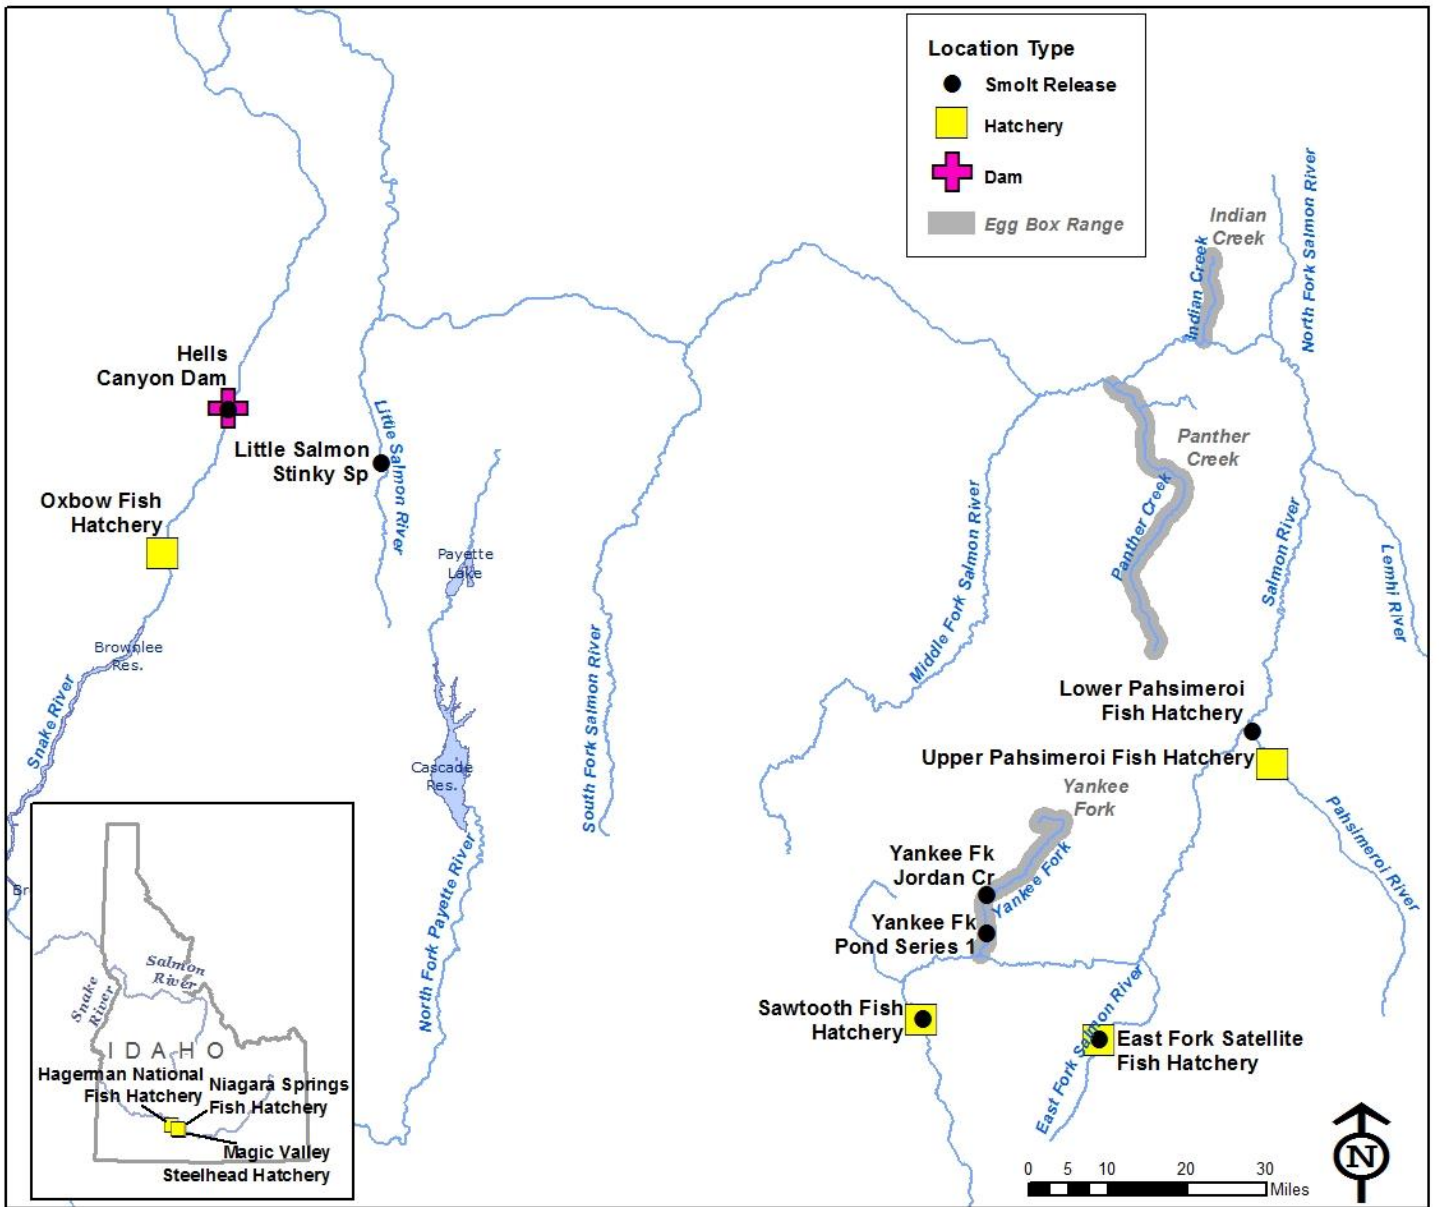 Location Type
Smolt Release
Hatchery
Dam
Egg Box Range
Indian
Creek
Indian Creek
North Fork Salmon River
Hells
Canyon Dam
Little Salmon
Stinky Sp
Little Salmon River
Oxbow Fish
Hatchery
Payette
Lake
Panther
Creek
Panther Creek
Middle Fork Salmon River
Salmon River
Lemhi River
Brownlee
Res.
Snake River
South Fork Salmon River
Lower Pahsimeroi
Fish Hatchery
Upper Pahsimeroi Fish Hatchery
Cascade
Res.
Yankee
Fork
Pahsimeroi River
Yankee Fk
Jordan Cr
Yankee Fork
Yankee Fk
Pond Series 1
North Fork Payette River
Br
Sawtooth Fish
Hatchery
East Fork Salmon River
East Fork Satellite
Fish Hatchery
Salmon
River
Snake
River
IDAHO
Hagerman National
Fish Hatchery
Niagara Springs
Fish Hatchery
Magic Valley
Steelhead Hatchery
N
0 5 10 20 30
Miles